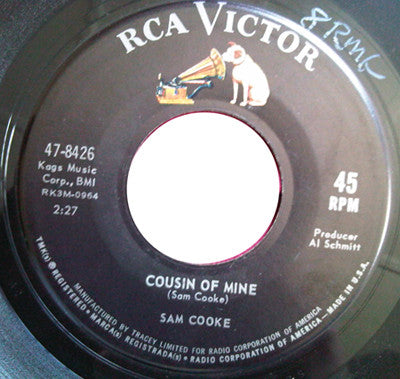 RCA VICTOR
8RMK
47-8426
Kags Music
Corp., BMI
RK3M-0964
2:27
45
RPM
Producer
Al Schmitt
COUSIN OF MINE
(Sam Cooke)
SAM COOKE
TMK(s) ® REGISTERED • MARCA(s) REGISTRADA(s) • RADIO CORPORATION OF AMERICA—MADE IN U.S.A.
MANUFACTURED BY TRACEY LIMITED FOR RADIO CORPORATION OF AMERICA